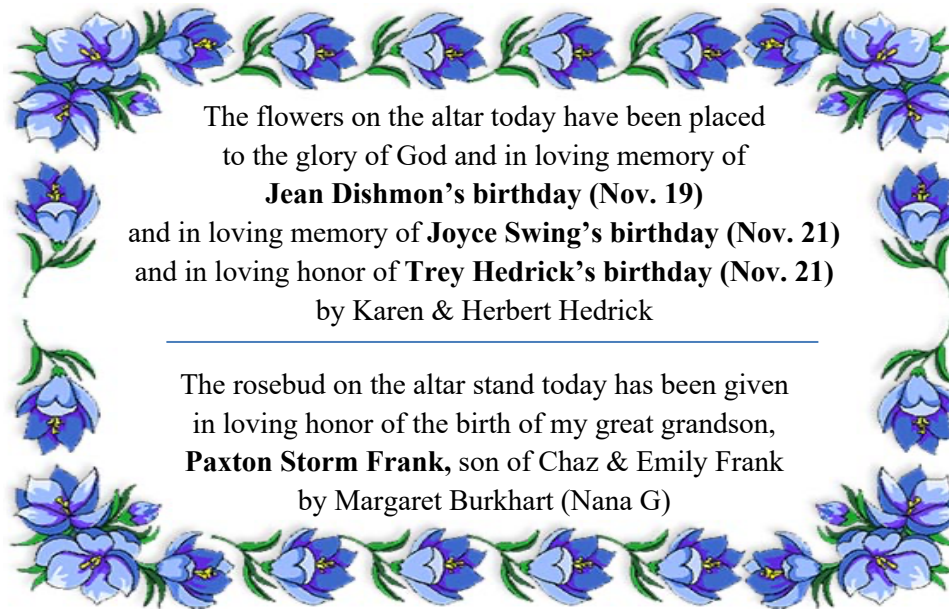 The flowers on the altar today have been placed
to the glory of God and in loving memory of
Jean Dishmon’s birthday (Nov. 19)
and in loving memory of Joyce Swing’s birthday (Nov. 21)
and in loving honor of Trey Hedrick’s birthday (Nov. 21)
by Karen & Herbert Hedrick
The rosebud on the altar stand today has been given
in loving honor of the birth of my great grandson,
Paxton Storm Frank, son of Chaz & Emily Frank
by Margaret Burkhart (Nana G)